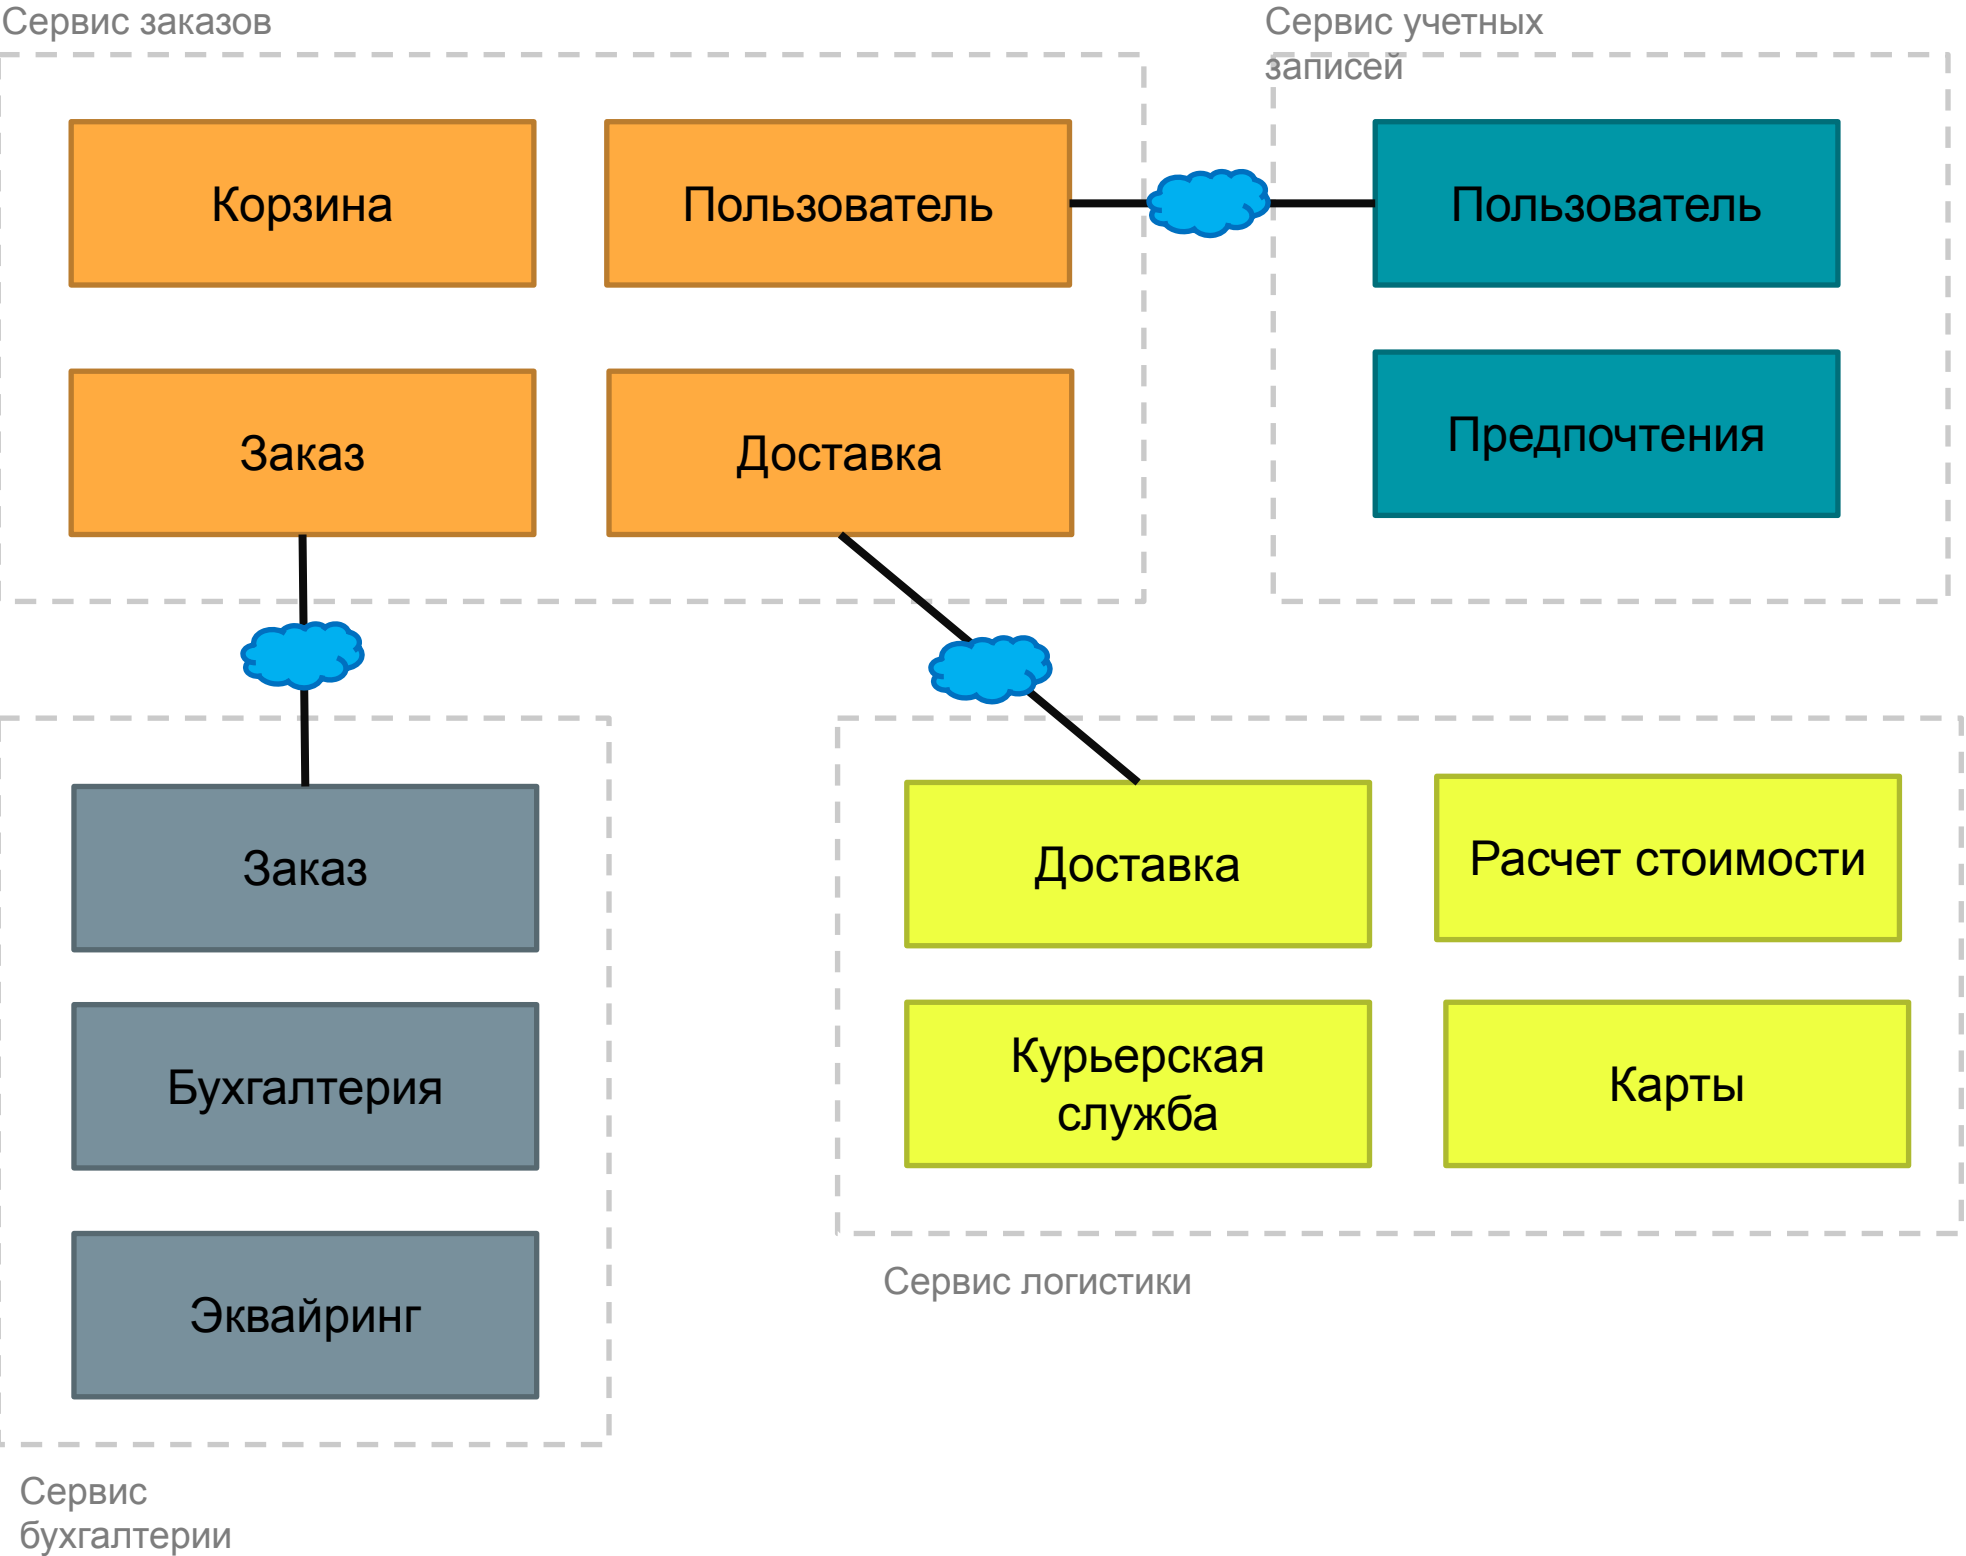 Сервис заказов
Сервис учетных
записей
Корзина
Пользователь
Пользователь
Заказ
Доставка
Предпочтения
Заказ
Доставка
Расчет стоимости
Бухгалтерия
Курьерская
служба
Карты
Эквайринг
Сервис логистики
Сервис
бухгалтерии